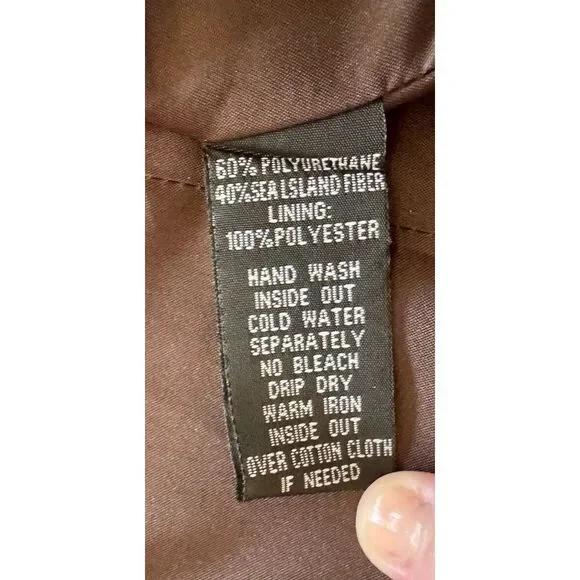 60% POLYURETHANE
40%SEA LSLAND FIBER
LINING:
100%POLYESTER
HAND WASH
INSIDE OUT
COLD WATER
SEPARATELY
NO BLEACH
DRIP DRY
WARM IRON
INSIDE OUT
OVER COTTON CLOTH
IF NEEDED